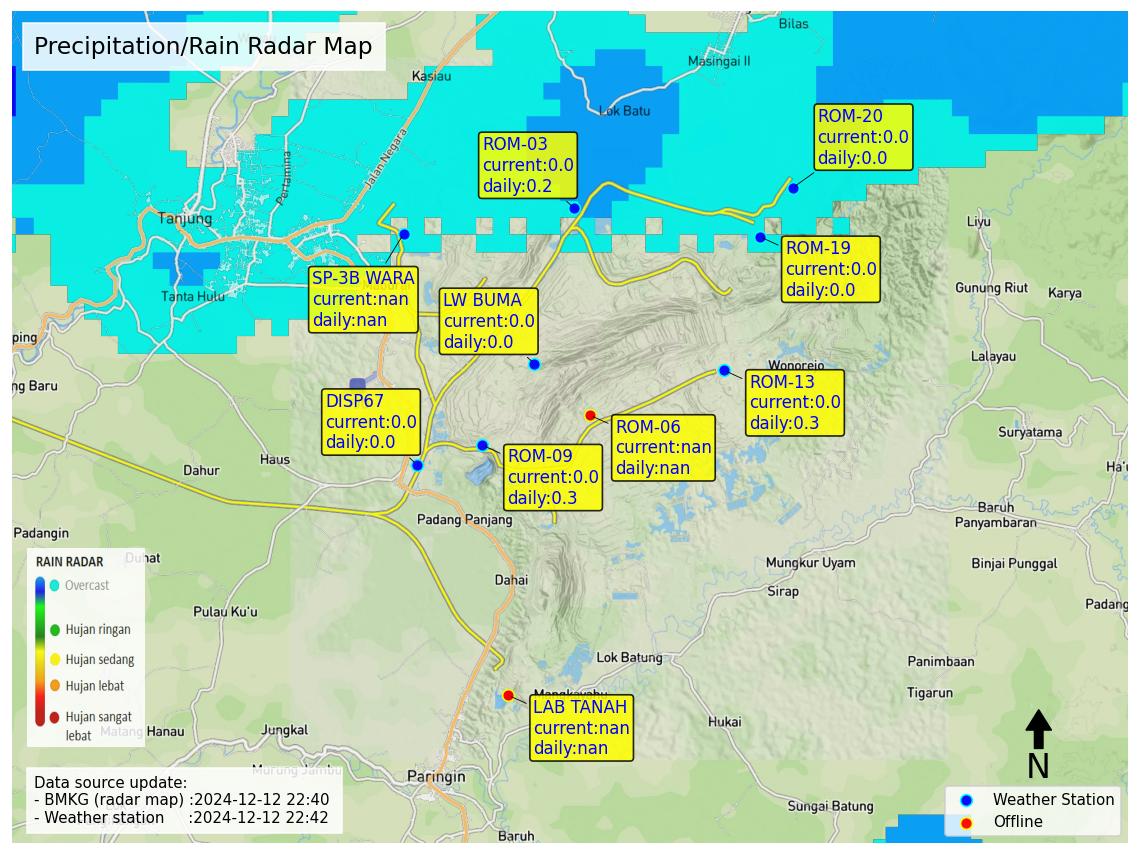 Precipitation/Rain Radar Map
Bilas
Masingai II
Kasiau
Lok Batu
Jalan Negara
Pertamina
Tanjung
Tanta Hulu
ROM-20
current:0.0
daily:0.0
ROM-03
current:0.0
daily:0.2
ROM-19
current:0.0
daily:0.0
SP-3B WARA
current:nan
daily:nan
LW BUMA
current:0.0
daily:0.0
Liyu
Gunung Riut
Karya
Lalayau
Wonorejo
ping
ng Baru
ROM-13
current:0.0
daily:0.3
DISP67
current:0.0
daily:0.0
ROM-06
current:nan
daily:nan
ROM-09
current:0.0
daily:0.3
Suryatama
Ha'u
Haus
Dahur
Baruh
Panyambaran
Padang Panjang
Padangin
Duhat
Binjai Punggal
Mungkur Uyam
Sirap
Dahai
Padang
Pulau Ku'u
RAIN RADAR
Overcast
Hujan ringan
Hujan sedang
Hujan lebat
Hujan sangat
lebat
Lok Batung
Panimbaan
Tigarun
Mangkayahu
LAB TANAH
current:nan
daily:nan
Hukai
Matang Hanau
Jungkal
Murung Jambu
Paringin
Sungai Batung
Baruh
Data source update:
- BMKG (radar map) :2024-12-12 22:40
- Weather station :2024-12-12 22:42
N
Weather Station
Offline